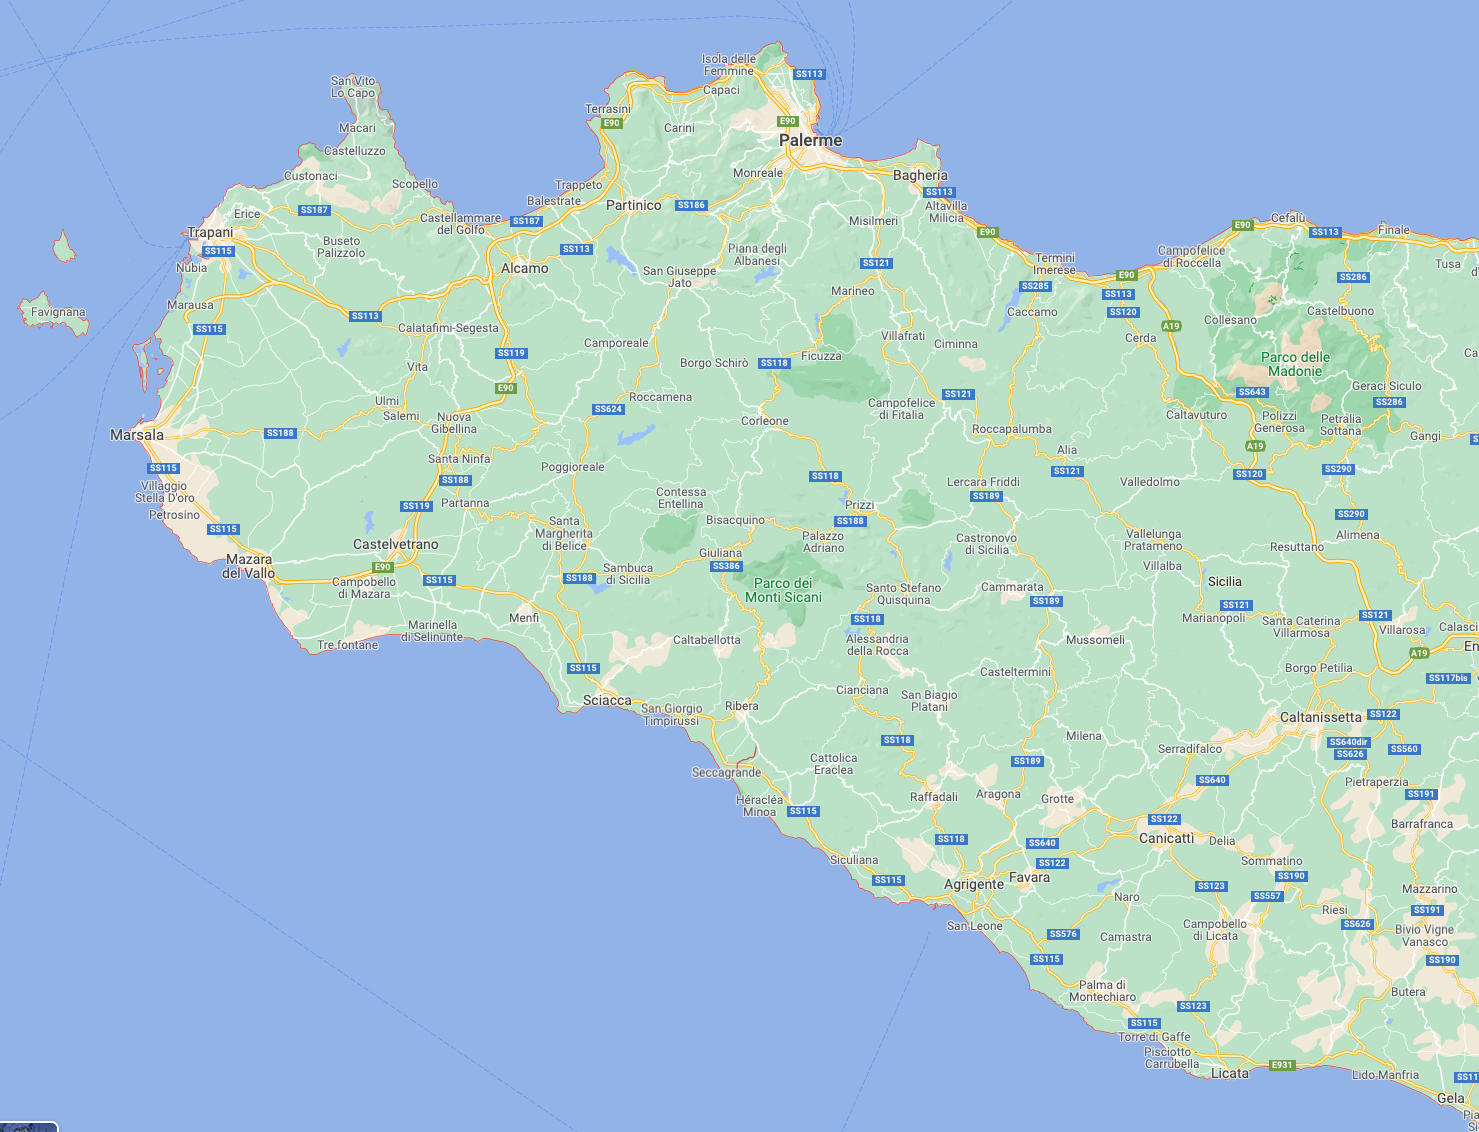 Isola delle
Femmine
SS113
San Vito
Lo Capo
Capaci
Terrasini
E90
E90
Macari
Carini
Palerme
Castelluzzo
Custonaci
Scopello
Trappeto
Monreale
Bagheria
SS113
Balestrate
Partinico
SS186
Altavilla
Milicia
Erice
SS187
Castellammare
del Golfo
SS187
Misilmeri
Trapani
SS115
Buseto
Palizzolo
SS113
Piana degli
Albanesi
E90
E90
Cefalù
SS113
Finale
Nubia
Alcamo
San Giuseppe
Jato
SS121
Termini
Imerese
E90
Campofelice
di Roccella
Tusa
SS286
Marausa
Favignana
SS113
SS115
Marineo
SS285
SS113
SS120
Caccamo
Collesano
Castelbuono
Calatafimi-Segesta
Camporeale
Villafrati
Ciminna
A19
Cerda
SS119
Borgo Schirò
SS118
Ficuzza
Parco delle
Madonie
Vita
E90
Roccamena
SS121
SS643
Geraci Siculo
SS286
Ulmi
Salemi
SS624
Nuova
Gibellina
Corleone
Campofelice
di Fitalia
Caltavuturo
Polizzi
Generosa
Petralia
Sottana
Marsala
SS188
Roccapalumba
A19
Gangi
Santa Ninfa
Poggioreale
Alia
SS121
SS115
SS188
SS118
SS120
SS290
Villaggio
Stella D'oro
Petrosino
Partanna
Contessa
Entellina
Lercara Friddi
SS189
Valledolmo
SS119
Prizzi
SS188
SS290
SS115
Santa
Margherita
di Belice
Bisacquino
Palazzo
Adriano
Castronovo
di Sicilia
Vallelunga
Pratameno
Alimena
Castelvetrano
Resuttano
Mazara
del Vallo
E90
Giuliana
SS386
Campobello
di Mazara
SS115
SS188
Sambuca
di Sicilia
Parco dei
Monti Sicani
Santo Stefano
Quisquina
Cammarata
SS189
Villalba
Sicilia
SS121
Marianopoli
SS121
Menfi
SS118
Santa Caterina
Villarmosa
Villarosa
Calasci
Marinella
di Selinunte
Tre fontane
Caltabellotta
Alessandria
della Rocca
Mussomeli
A19
En
SS115
Casteltermini
Borgo Petilia
SS117bis
Sciacca
San Giorgio
Timpirussi
Ribera
Cianciana
San Biagio
Platani
Caltanissetta
SS122
SS118
Milena
Serradifalco
SS640dir
SS626
SS560
Seccagrande
Cattolica
Eraclea
SS189
SS640
Pietraperzia
SS191
Héracléa
Minoa
SS115
Raffadali
Aragona
Grotte
SS122
Barrafranca
SS118
SS640
Canicattì
Delia
Siculiana
SS122
Sommatino
SS190
SS115
Agrigente
Favara
SS123
SS557
Mazzarino
Naro
Riesi
SS191
San Leone
SS576
Camastra
Campobello
di Licata
SS626
Bivio Vigne
Vanasco
SS115
SS190
Palma di
Montechiaro
SS123
Butera
SS115
Torre di Gaffe
Pisciotto
Carrubella
Licata
E931
Lido Manfria
SS11
Gela